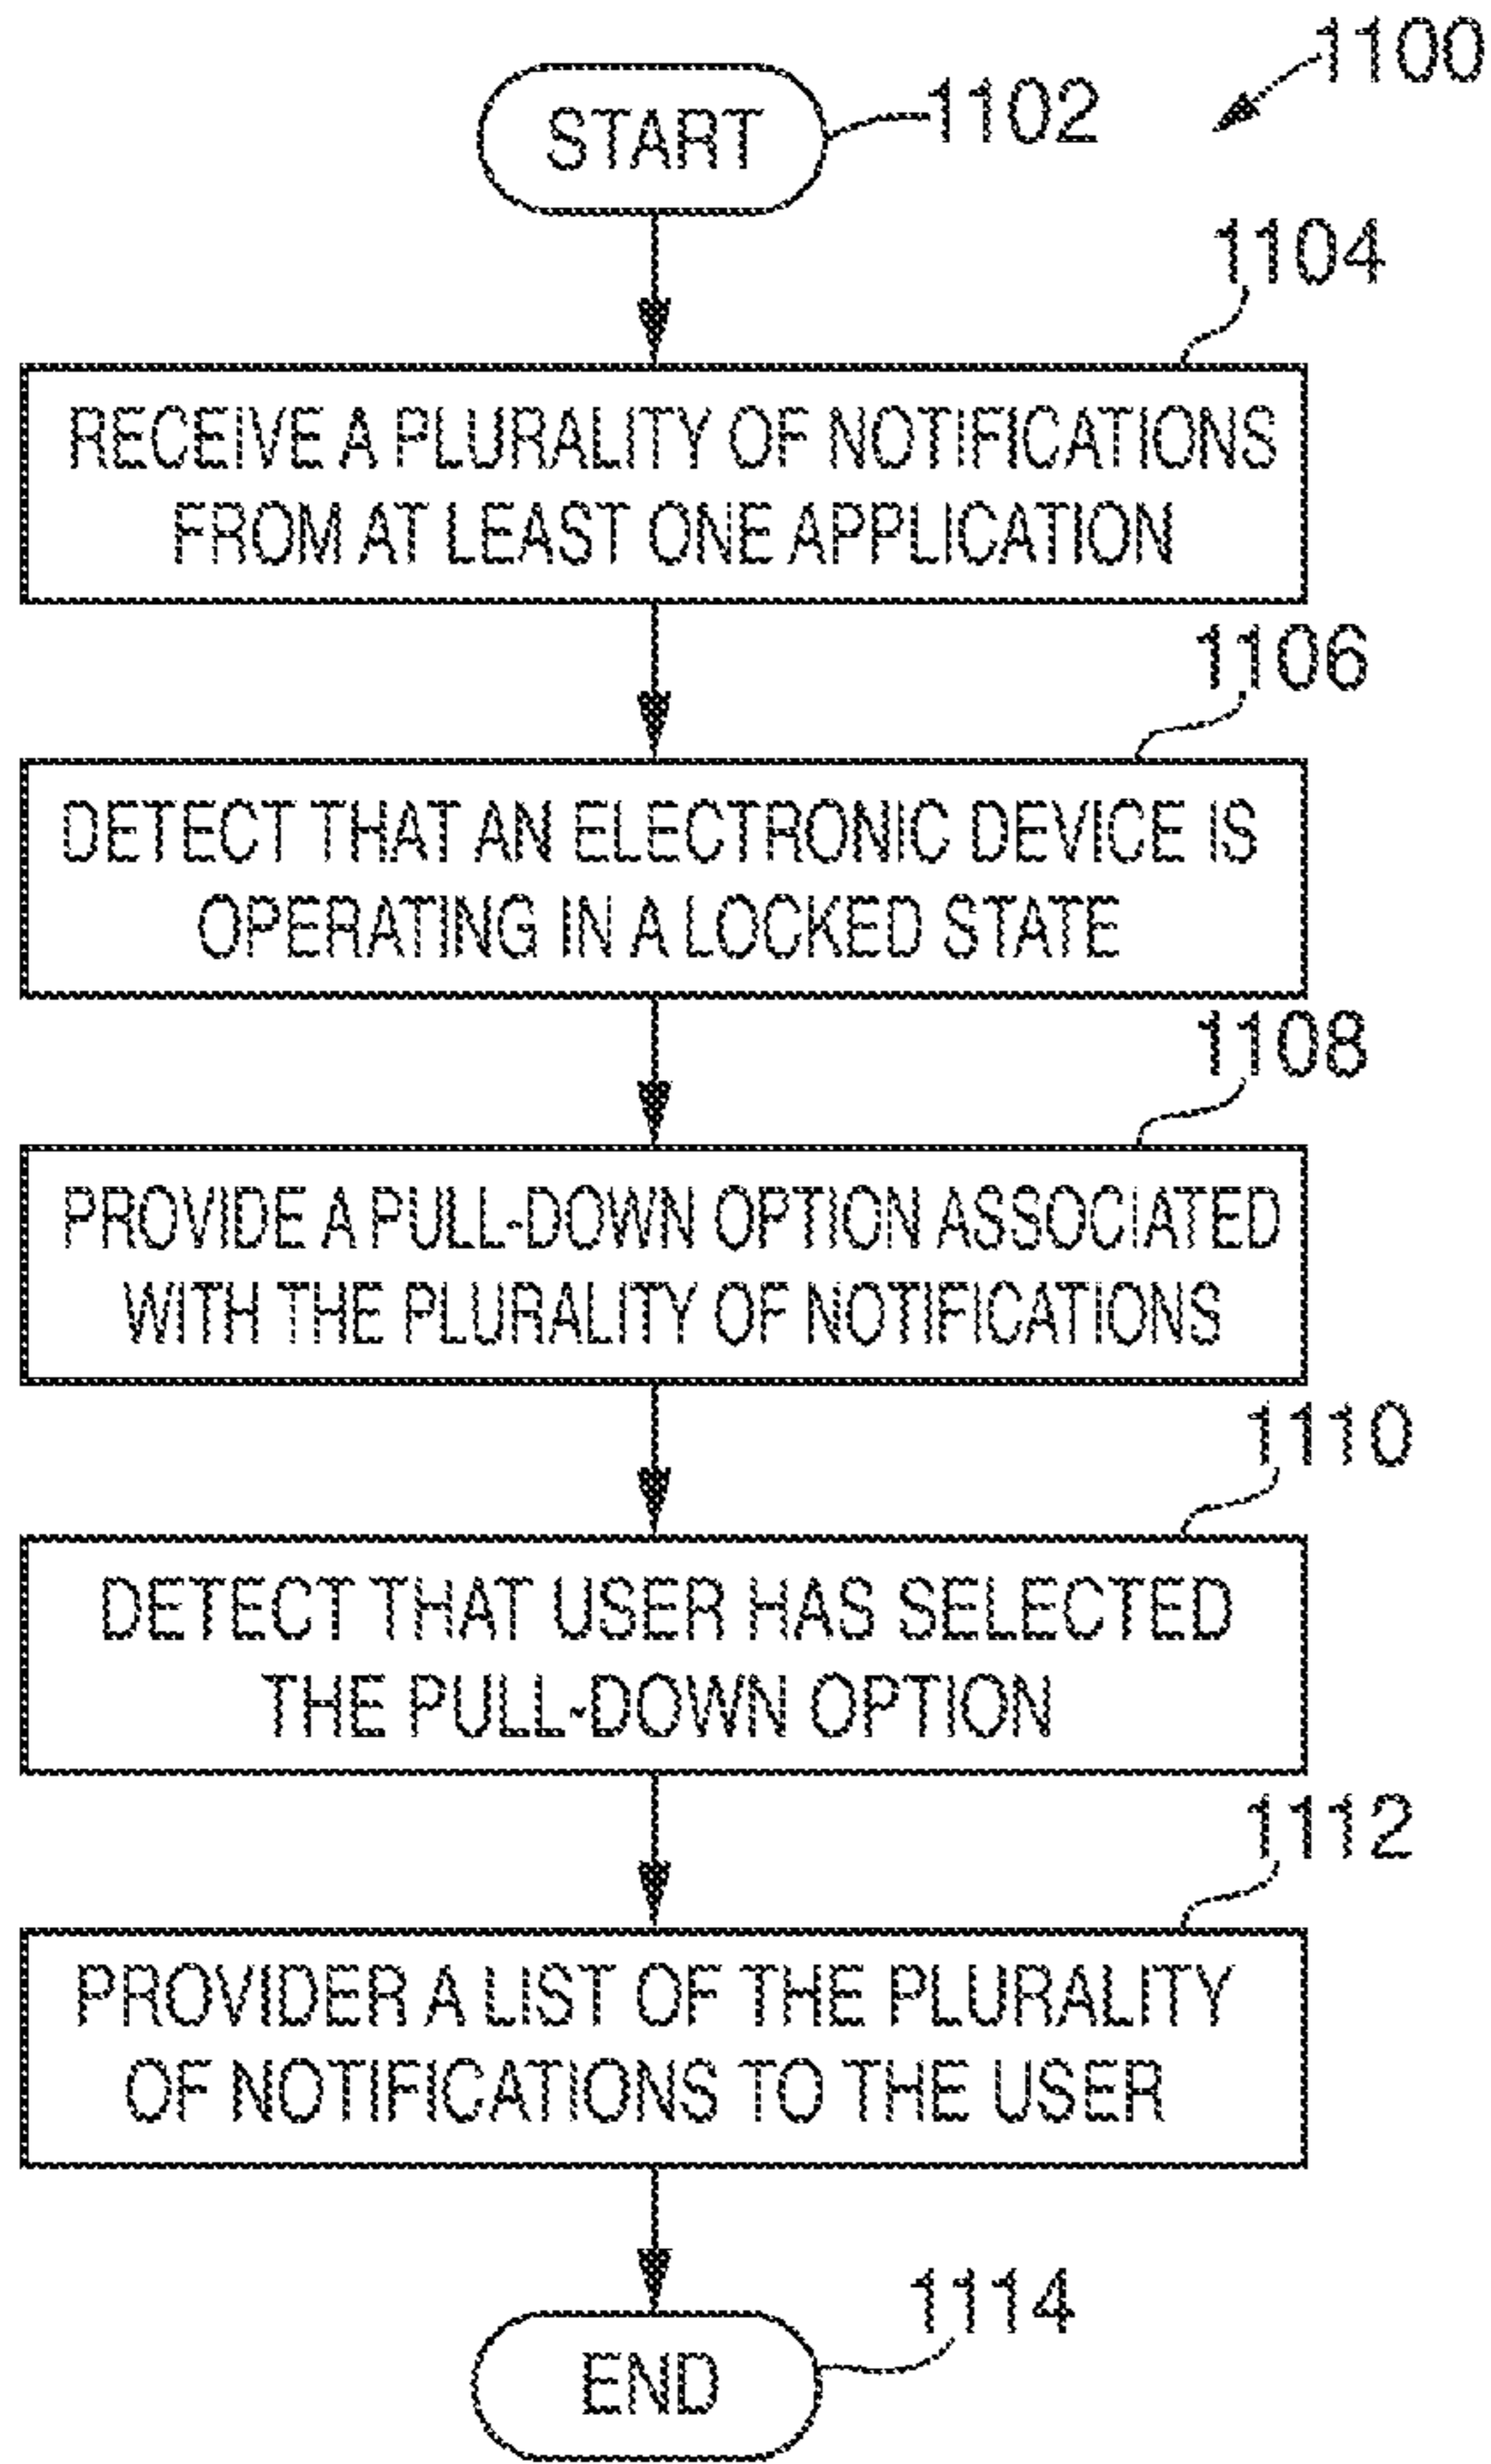 1100
START
1102
1104
RECEIVE A PLURALITY OF NOTIFICATIONS
FROM AT LEAST ONE APPLICATION
1106
DETECT THAT AN ELECTRONIC DEVICE IS
OPERATING IN A LOCKED STATE
1108
PROVIDE A PULL-DOWN OPTION ASSOCIATED
WITH THE PLURALITY OF NOTIFICATIONS
1110
DETECT THAT USER HAS SELECTED
THE PULL-DOWN OPTION
1112
PROVIDER A LIST OF THE PLURALITY
OF NOTIFICATIONS TO THE USER
1114
END